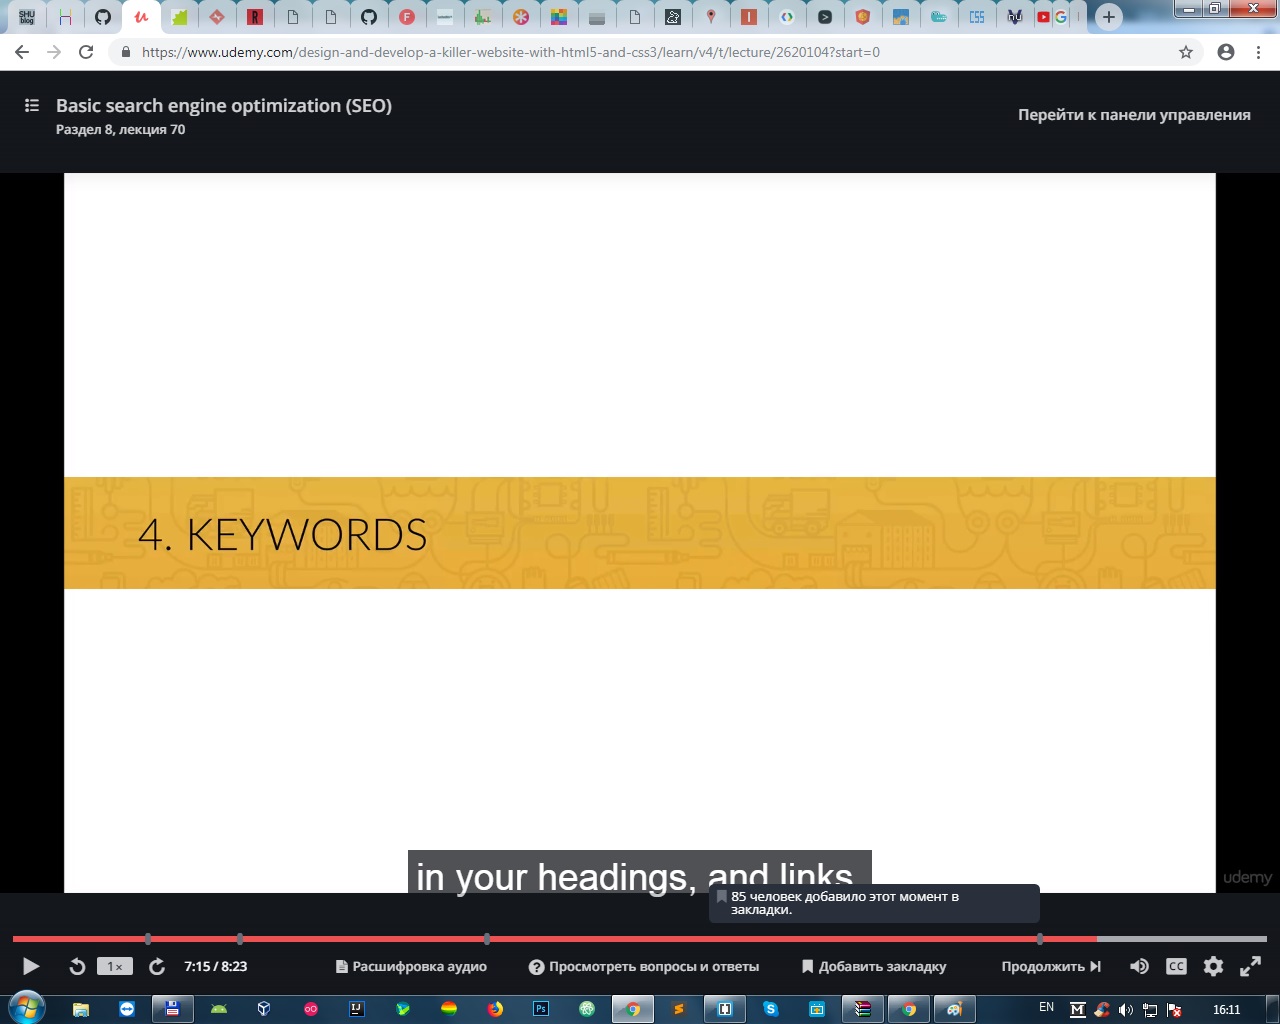 https://www.udemy.com/design-and-develop-a-killer-website-with-html5-and-css3/learn/v4/t/lecture/2620104?start=0
Basic search engine optimization (SEO)
Раздел 8, лекция 70
Перейти к панели управления
4. KEYWORDS
in your headings, and links
udemy
85 человек добавило этот момент в
закладки.
1×
7:15 / 8:23
Расшифровка аудио
Просмотреть вопросы и ответы
Добавить закладку
Продолжить
CC
EN
16:11